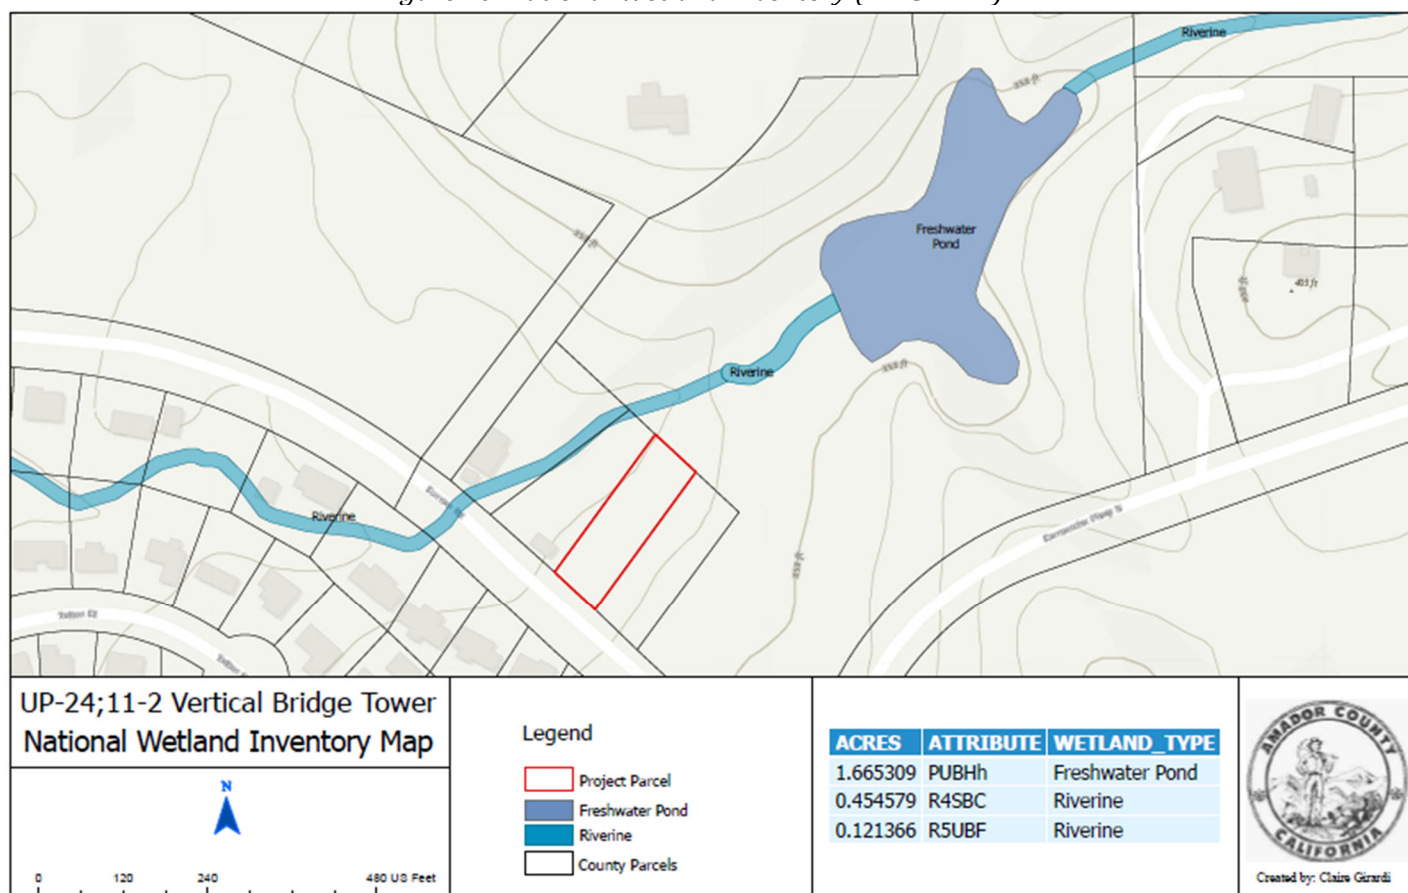 Riverine
Freshwater
Pond
Riverine
Riverine
UP-24;11-2 Vertical Bridge Tower
National Wetland Inventory Map
N
0 120 240 480 US Feet
Legend
Project Parcel
Freshwater Pond
Riverine
County Parcels
ACRES ATTRIBUTE WETLAND_TYPE
1.665309 PUBHh Freshwater Pond
0.454579 R4SBC Riverine
0.121366 R5UBF Riverine
AMADOR COUNTY
CALIFORNIA
Created by: Claire Girardi